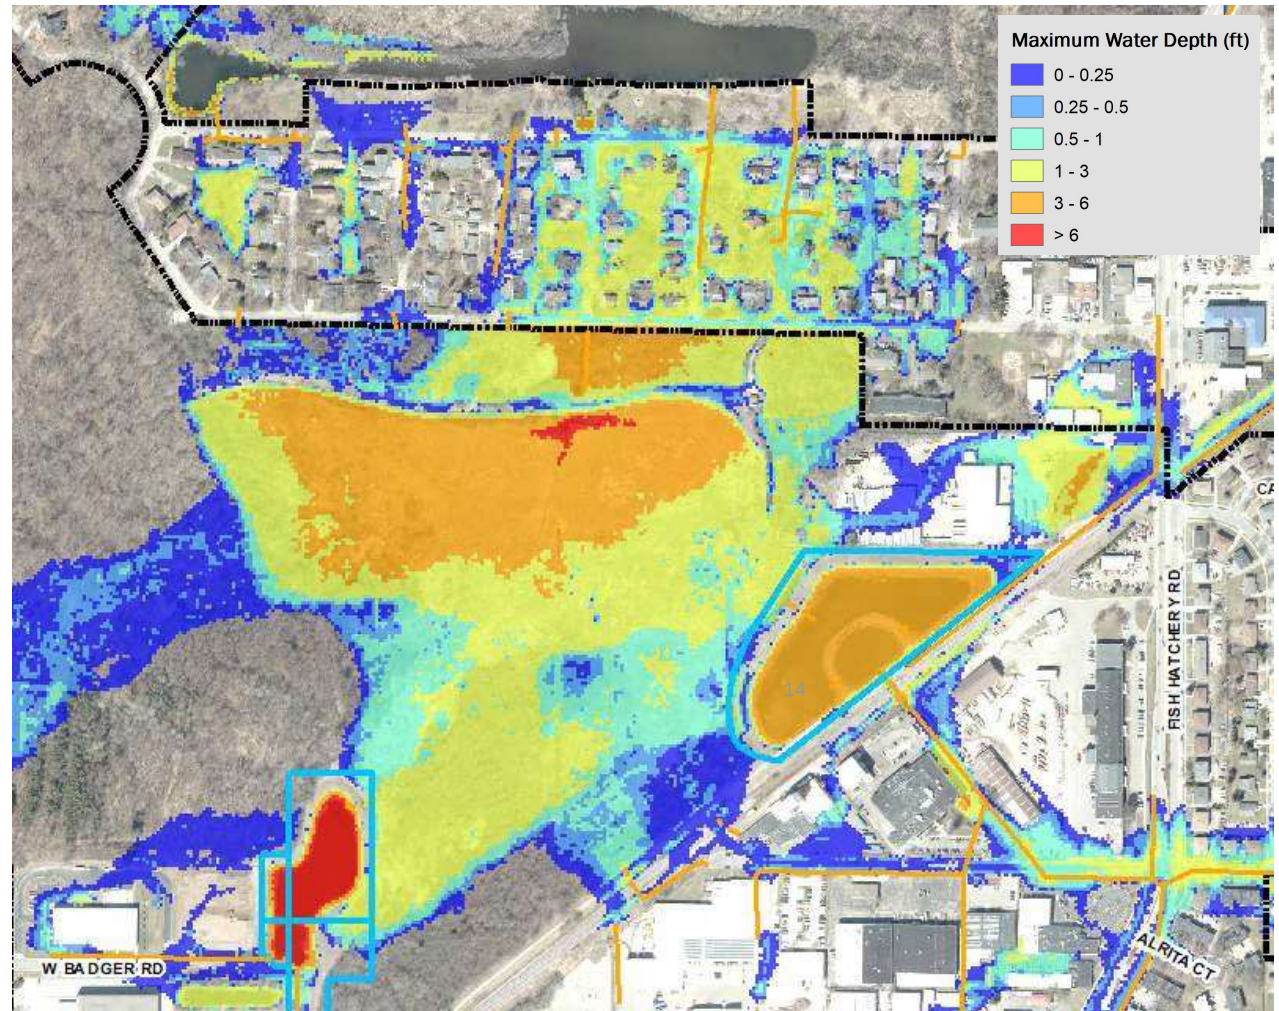 Maximum Water Depth (ft)
0 - 0.25
0.25 - 0.5
0.5 - 1
1 - 3
3 - 6
> 6
CA
FISH HATCHERY RD
14
ALRITA CT
W BADGER RD